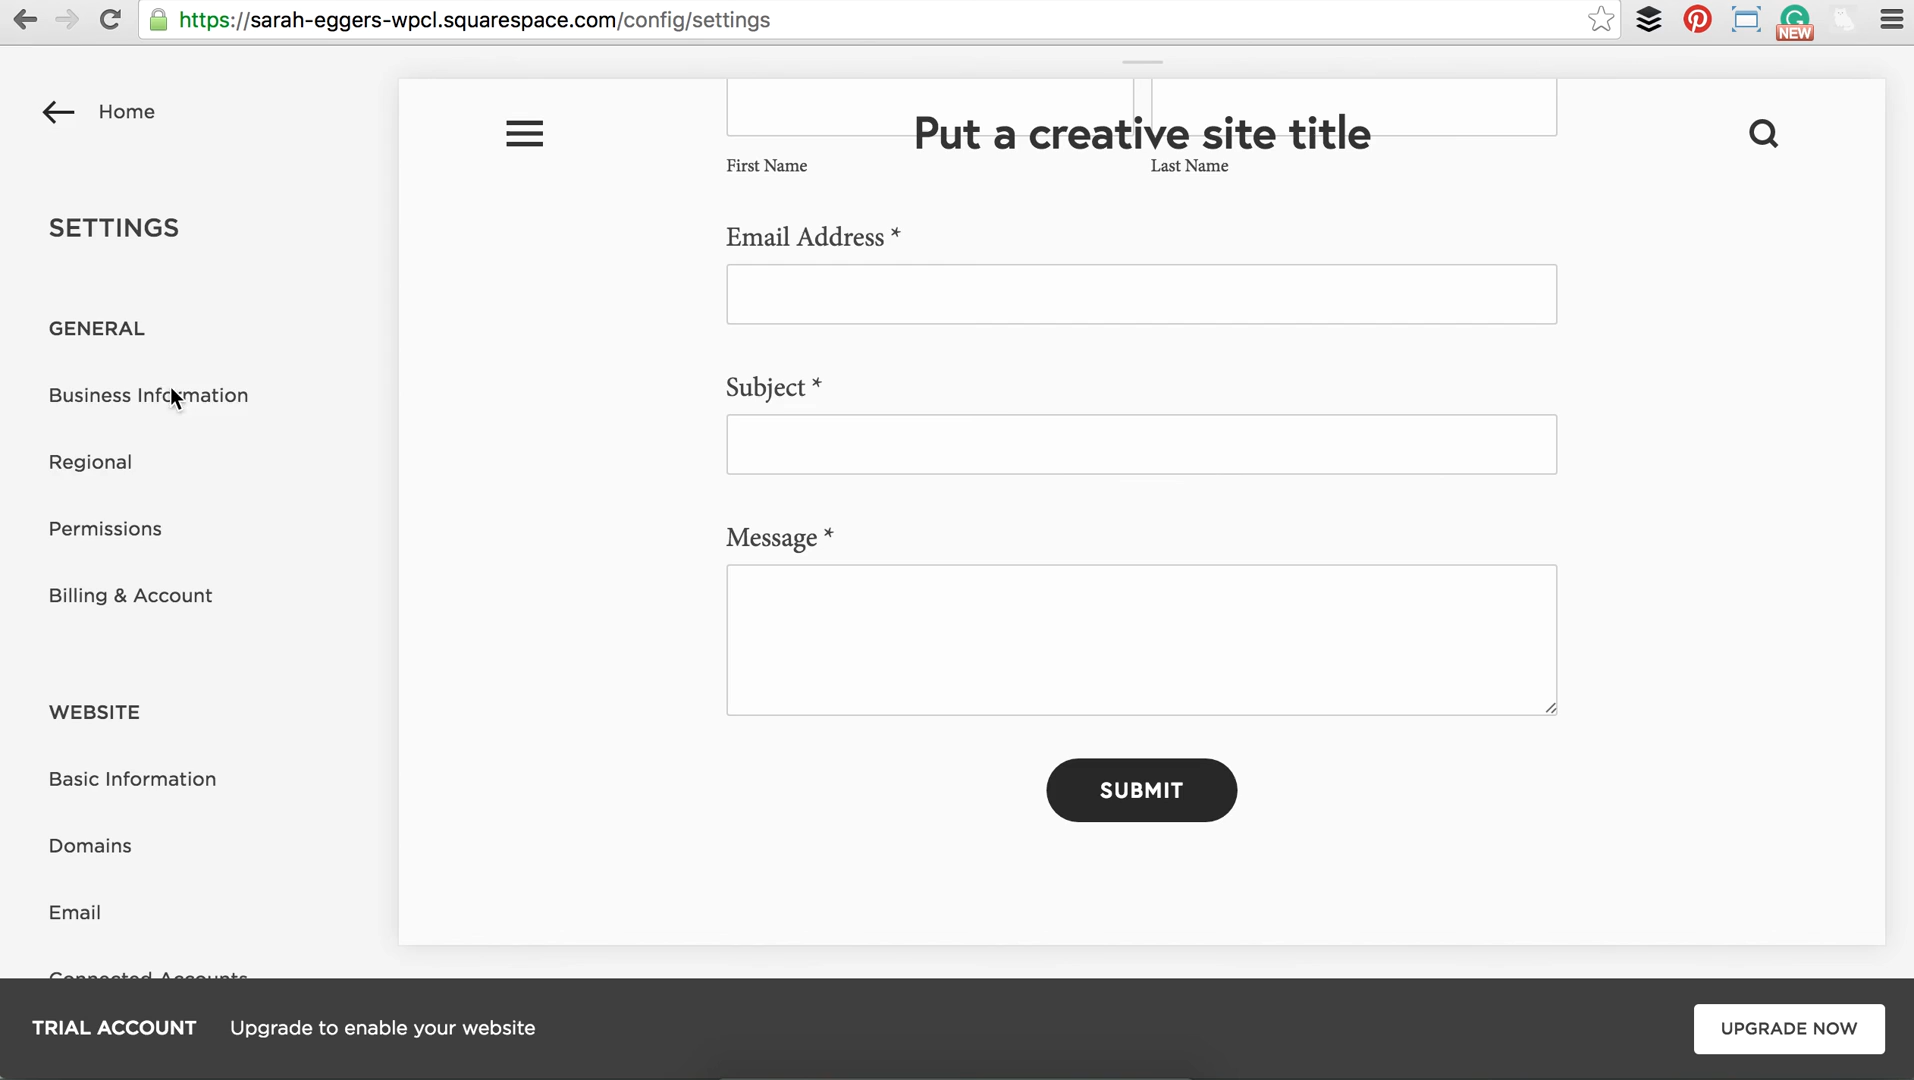 https://sarah-eggers-wpcl.squarespace.com/config/settings
NEW
Home
SETTINGS
GENERAL
Business Information
Regional
Permissions
Billing & Account
WEBSITE
Basic Information
Domains
Email
Connected Accounts
Put a creative site title
First Name
Last Name
Email Address *
Subject *
Message *
SUBMIT
TRIAL ACCOUNT
Upgrade to enable your website
UPGRADE NOW